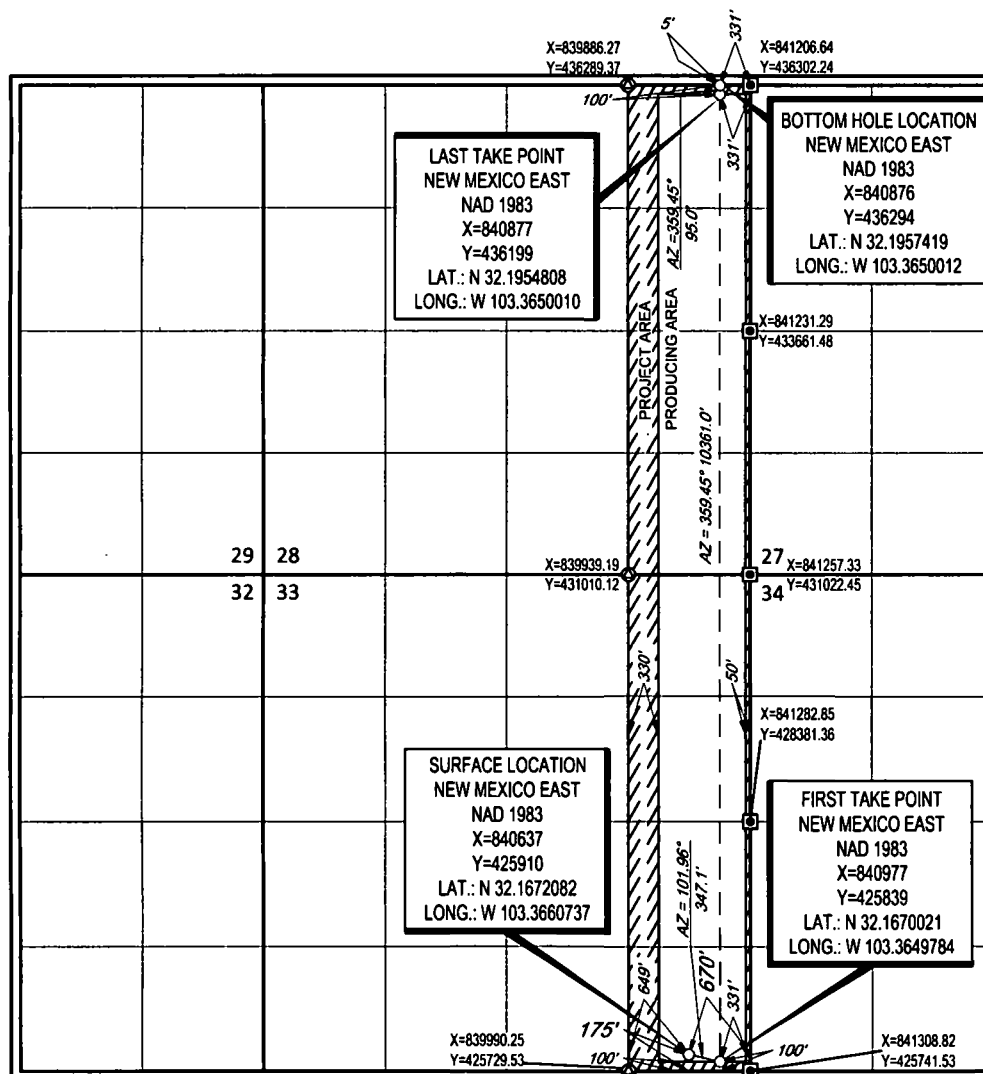 5'
331'
X=839886.27
Y=436289.37
X=841206.64
Y=436302.24
100'
LAST TAKE POINT
NEW MEXICO EAST
NAD 1983
X=840877
Y=436199
LAT.: N 32.1954808
LONG.: W 103.3650010
331'
BOTTOM HOLE LOCATION
NEW MEXICO EAST
NAD 1983
X=840876
Y=436294
LAT.: N 32.1957419
LONG.: W 103.3650012
AZ =359.45°
95.0'
PROJECT AREA
PRODUCING AREA
X=841231.29
Y=433661.48
AZ = 359.45° 10361.0'
29 28
32 33
X=839939.19
Y=431010.12
27
34
X=841257.33
Y=431022.45
330'
50'
X=841282.85
Y=428381.36
SURFACE LOCATION
NEW MEXICO EAST
NAD 1983
X=840637
Y=425910
LAT.: N 32.1672082
LONG.: W 103.3660737
AZ = 101.96°
347.1'
FIRST TAKE POINT
NEW MEXICO EAST
NAD 1983
X=840977
Y=425839
LAT.: N 32.1670021
LONG.: W 103.3649784
649'
670'
331'
175'
100'
100'
X=839990.25
Y=425729.53
X=841308.82
Y=425741.53